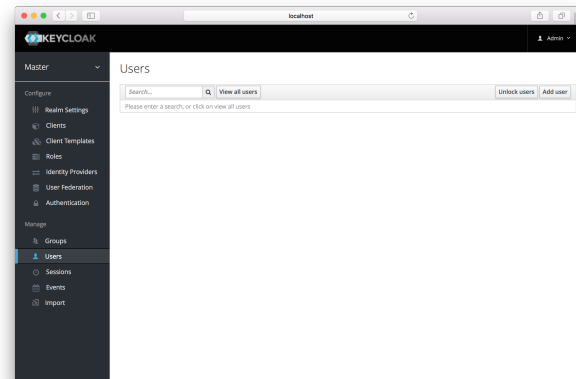 localhost
KEYCLOAK
Admin
Master
Users
Search...
View all users
Unlock users
Add user
Please enter a search, or click on view all users
Configure
Realm Settings
Clients
Client Templates
Roles
Identity Providers
User Federation
Authentication
Manage
Groups
Users
Sessions
Events
Import